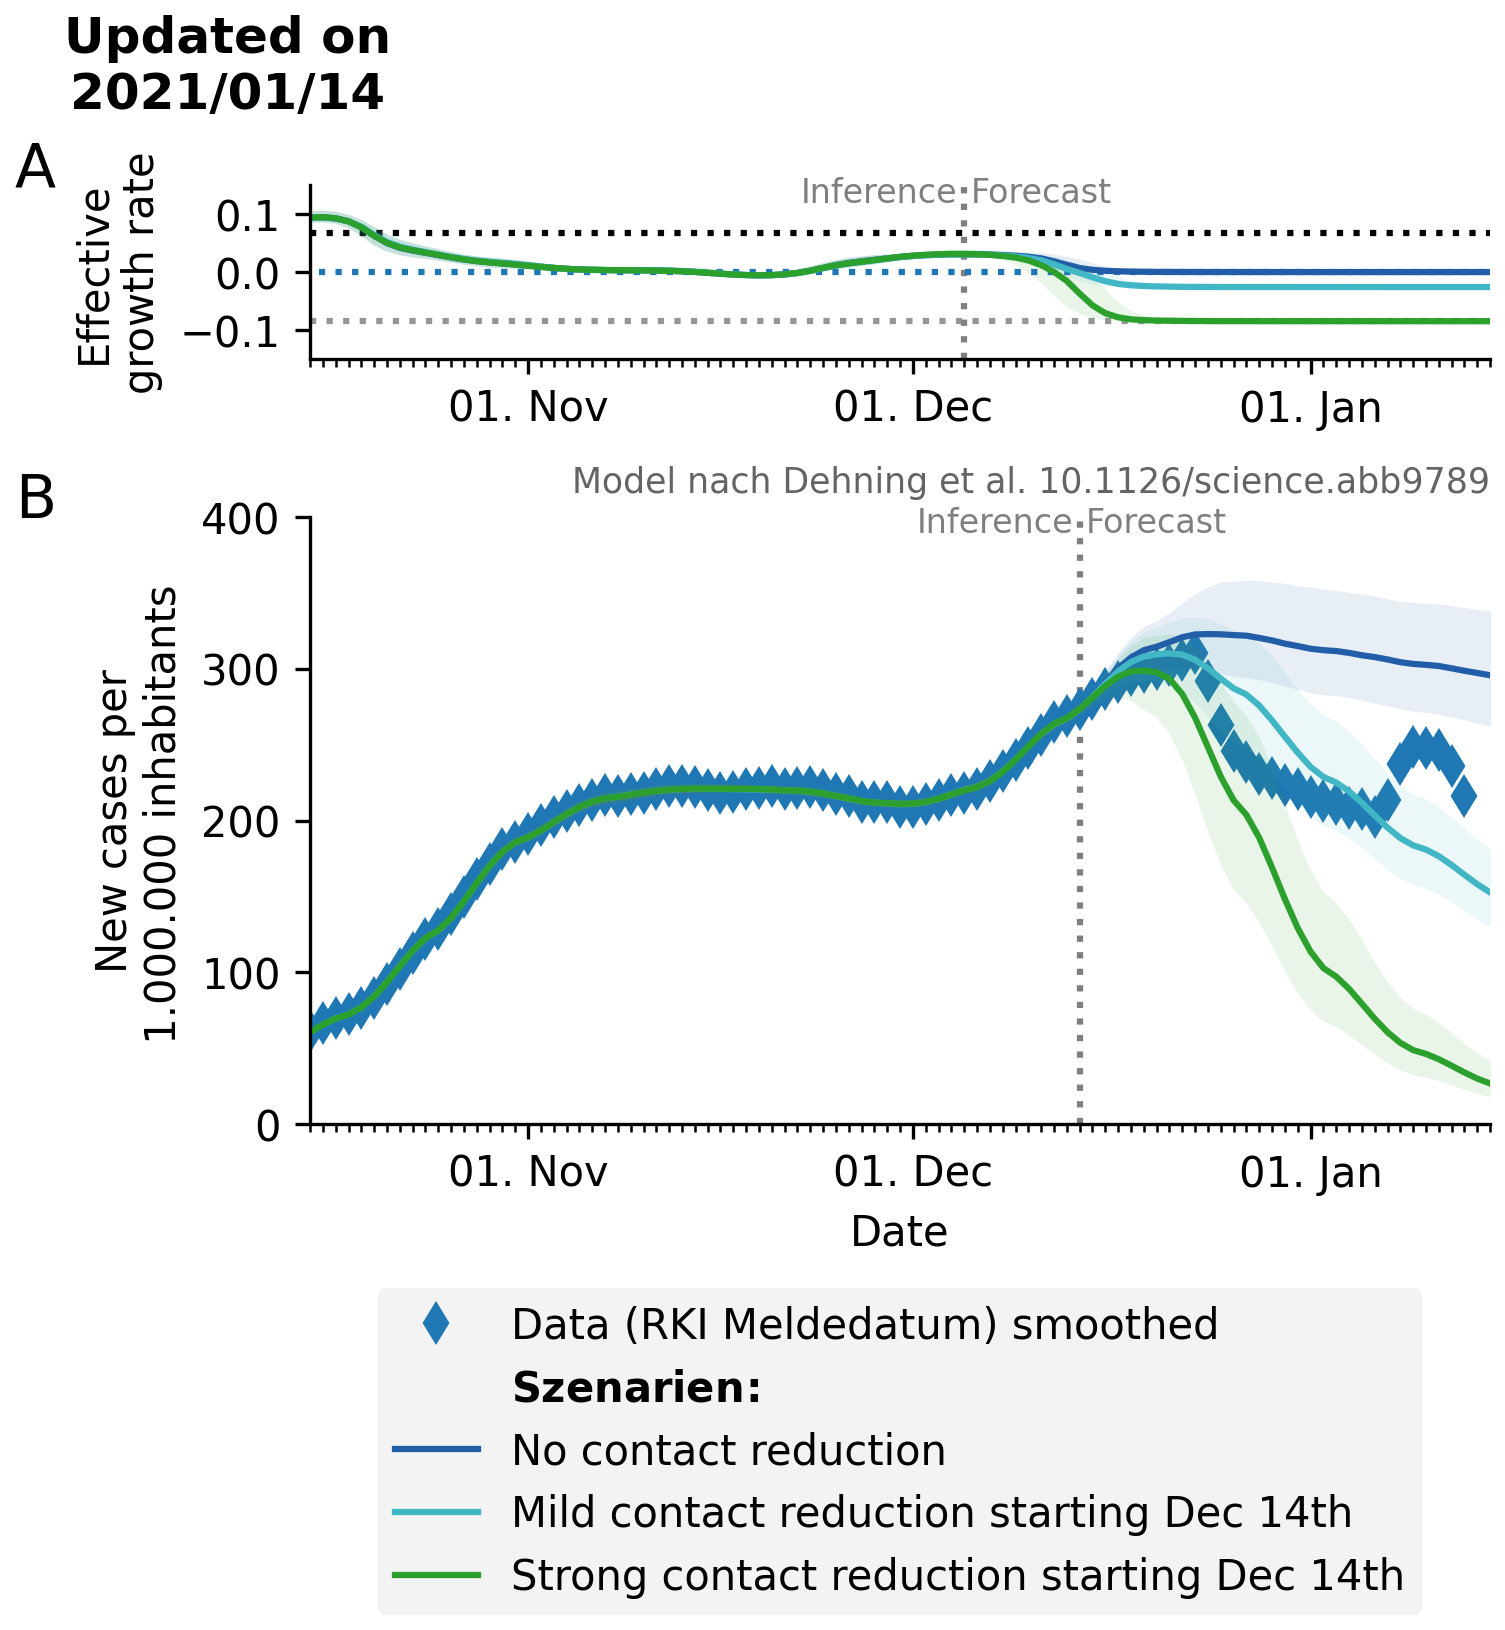 Updated on
2021/01/14
A
Effective
growth rate
Inference Forecast
0.1
0.0
−0.1
01. Nov 01. Dec 01. Jan
B
Model nach Dehning et al. 10.1126/science.abb9789
Inference Forecast
New cases per
1.000.000 inhabitants
400
300
200
100
0
01. Nov 01. Dec 01. Jan
Date
Data (RKI Meldedatum) smoothed
Szenarien:
No contact reduction
Mild contact reduction starting Dec 14th
Strong contact reduction starting Dec 14th